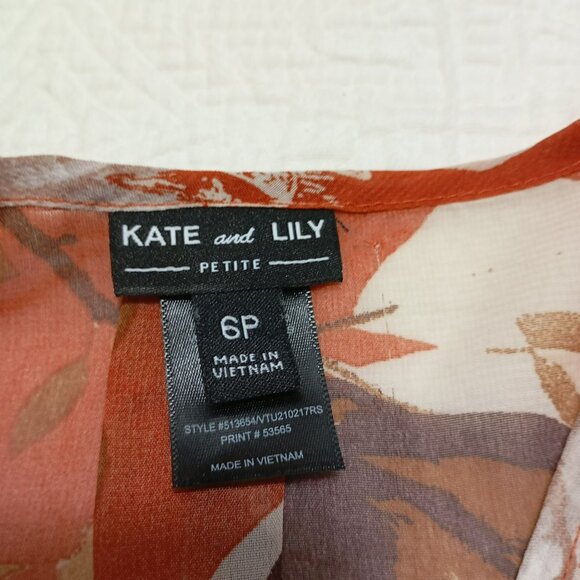 KATE and LILY
PETITE
6P
MADE IN
VIETNAM
STYLE #513654/VTU210217RS
PRINT # 53565
MADE IN VIETNAM